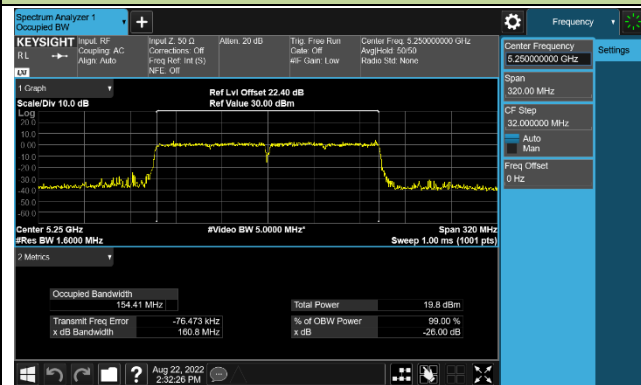 Spectrum Analyzer 1
Occupied BW
+
Frequency
KEYSIGHT
RL
Input: RF
Coupling: AC
Align: Auto
Input Z: 50 Ω
Corrections: Off
Freq Ref: Int (S)
NFE: Off
Atten: 20 dB
Trig: Free Run
Gate: Off
#IF Gain: Low
Center Freq: 5.250000000 GHz
Avg|Hold: 50/50
Radio Std: None
Center Frequency
5.250000000 GHz
Settings
Span
320.00 MHz
CF Step
32.000000 MHz
Auto
Man
Freq Offset
0 Hz
1 Graph
Scale/Div 10.0 dB
Ref Lvl Offset 22.40 dB
Ref Value 30.00 dBm
Log
20.0
10.0
0.00
-10.0
-20.0
-30.0
-40.0
-50.0
-60.0
Center 5.25 GHz
#Video BW 5.0000 MHz*
Span 320 MHz
#Res BW 1.6000 MHz
Sweep 1.00 ms (1001 pts)
2 Metrics
Occupied Bandwidth
154.41 MHz
Total Power
19.8 dBm
Transmit Freq Error
-76.473 kHz
% of OBW Power
99.00 %
x dB Bandwidth
160.8 MHz
x dB
-26.00 dB
?
Aug 22, 2022
2:32:26 PM